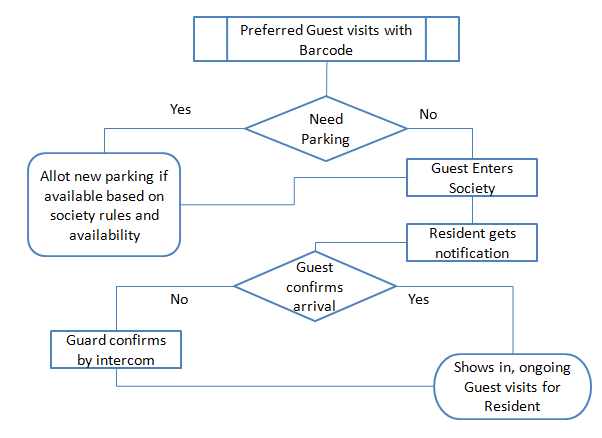 Preferred Guest visits with
Barcode
Yes
Need
Parking
No
Allot new parking if
available based on
society rules and
availability
Guest Enters
Society
Resident gets
notification
Guest
confirms
arrival
No
Yes
Guard confirms
by intercom
Shows in, ongoing
Guest visits for
Resident